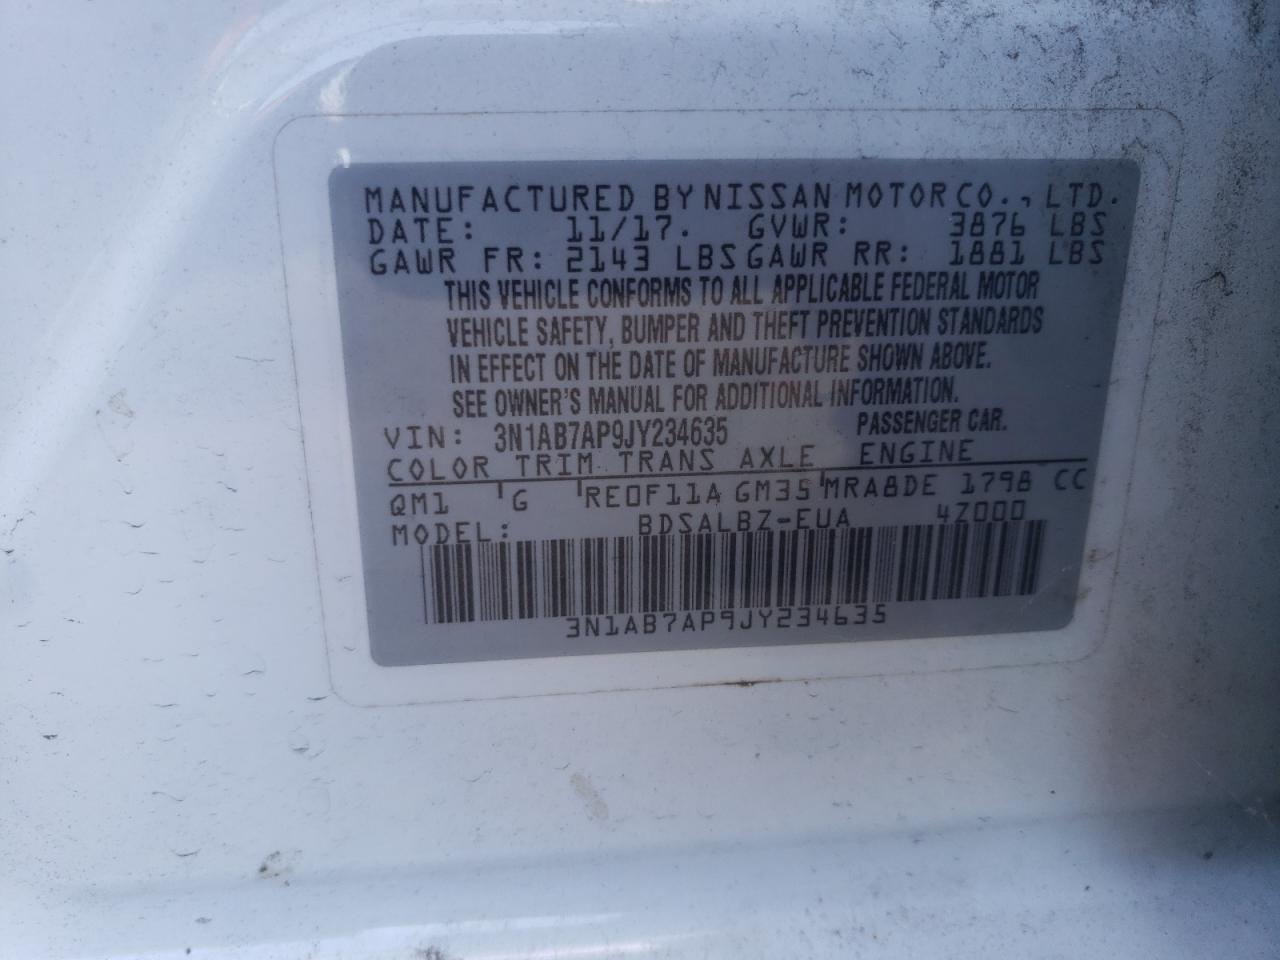 MANUFACTURED BY NISSAN MOTOR CO., LTD.
DATE: 11/17. GVWR: 3876 LBS
GAWR FR: 2143 LBS GAWR RR: 1881 LBS
THIS VEHICLE CONFORMS TO ALL APPLICABLE FEDERAL MOTOR
VEHICLE SAFETY, BUMPER AND THEFT PREVENTION STANDARDS
IN EFFECT ON THE DATE OF MANUFACTURE SHOWN ABOVE.
SEE OWNER'S MANUAL FOR ADDITIONAL INFORMATION.
VIN: 3N1AB7AP9JY234635 PASSENGER CAR.
COLOR TRIM TRANS AXLE ENGINE
QM1 G RE0F11A GM35 MRA8DE 1798 CC
MODEL: BDSALBZ-EUA 4Z000
3N1AB7AP9JY234635